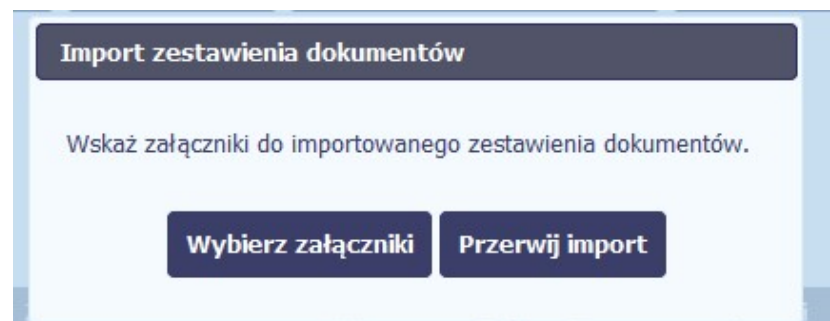 Import zestawienia dokumentów
Wskaż załączniki do importowanego zestawienia dokumentów.
Wybierz załączniki Przerwij import